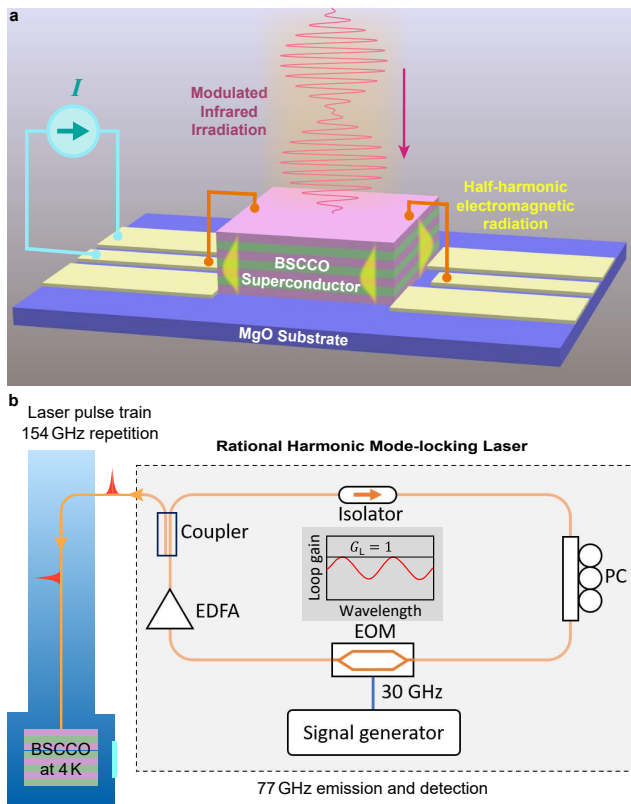 a
I
Modulated
Infrared
Irradiation
Half-harmonic
electromagnetic
radiation
BSCCO
Superconductor
MgO Substrate
b
Laser pulse train
154 GHz repetition
Rational Harmonic Mode-locking Laser
Isolator
Coupler
Loop gain
G_L = 1
Wavelength
PC
EDFA
EOM
30 GHz
Signal generator
BSCCO
at 4 K
77 GHz emission and detection